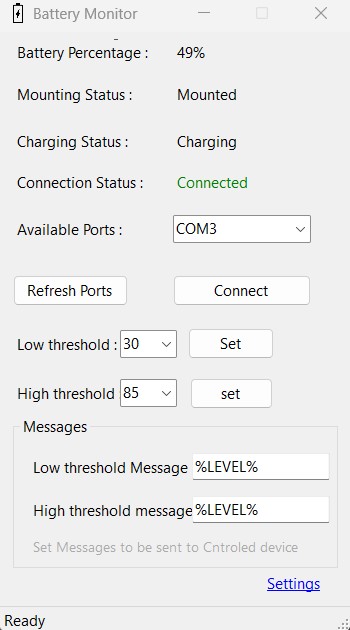 Battery Monitor
Battery Percentage : 49%
Mounting Status : Mounted
Charging Status : Charging
Connection Status : Connected
Available Ports : COM3
Refresh Ports Connect
Low threshold : 30 Set
High threshold 85 set
Messages
Low threshold Message %LEVEL%
High threshold message %LEVEL%
Set Messages to be sent to Cntroled device
Settings
Ready